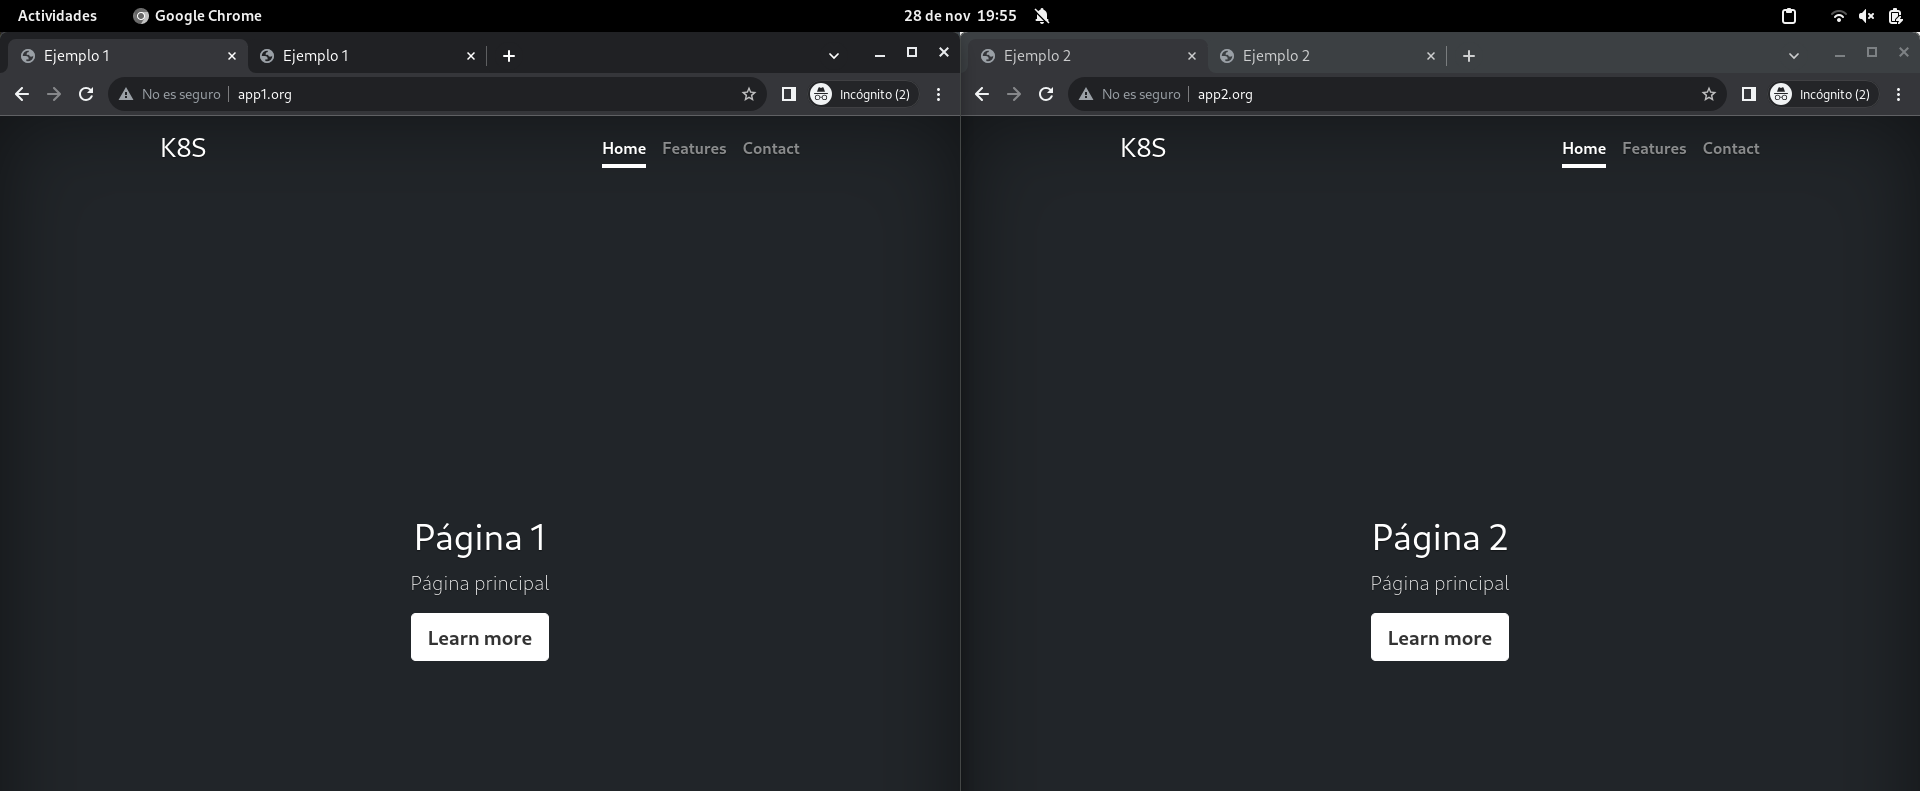 Actividades Google Chrome 28 de nov 19:55
Ejemplo 1 Ejemplo 1
No es seguro app1.org Incógnito (2)
K8S Home Features Contact
Página 1
Página principal
Learn more
Ejemplo 2 Ejemplo 2
No es seguro app2.org Incógnito (2)
K8S Home Features Contact
Página 2
Página principal
Learn more